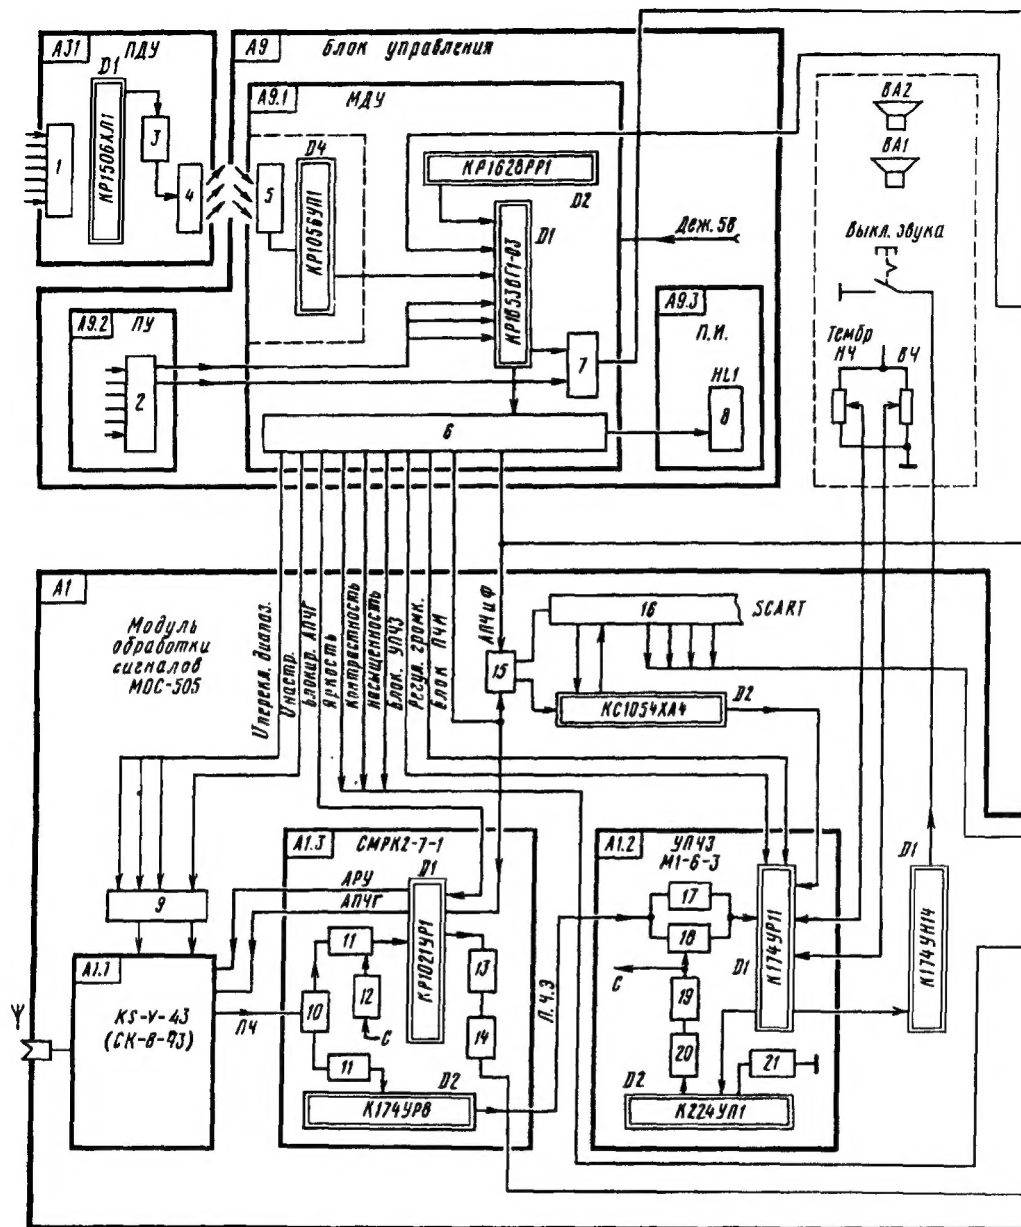 А31
ПДУ
D1
КР1506ХЛ1
1
3
4
А9
Блок управления
А9.1
МДУ
5
D4
КР1056УП1
КР1628РР1
D2
КР1853ВГ1-03
D1
Деж. 5В
7
6
А9.2
ПУ
2
А9.3
П.И.
HL1
8
ВА2
ВА1
Выкл. звука
Тембр
НЧ
ВЧ
А1
Модуль
обработки
сигналов
МОС-505
Uперекл. диапаз.
Uнастр.
Блокир. АПЧГ
Яркость
Контрастность
Насыщенность
Блок. УПЧЗ
Регул. громк.
Блок ПЧИ
АПЧиФ
15
16
SCART
КС1054ХА4
D2
9
А1.1
KS-V-43
(СК-В-43)
АРУ
АПЧГ
ПЧ
А1.3
СМРК2-7-1
D1
КР1021УР1
10
11
12
С
11
13
14
D2
К174УР8
П.Ч.З
А1.2
УПЧЗ
М1-6-3
17
18
19
20
21
С
D1
К174УР11
D2
К224УП1
D1
К174УН14